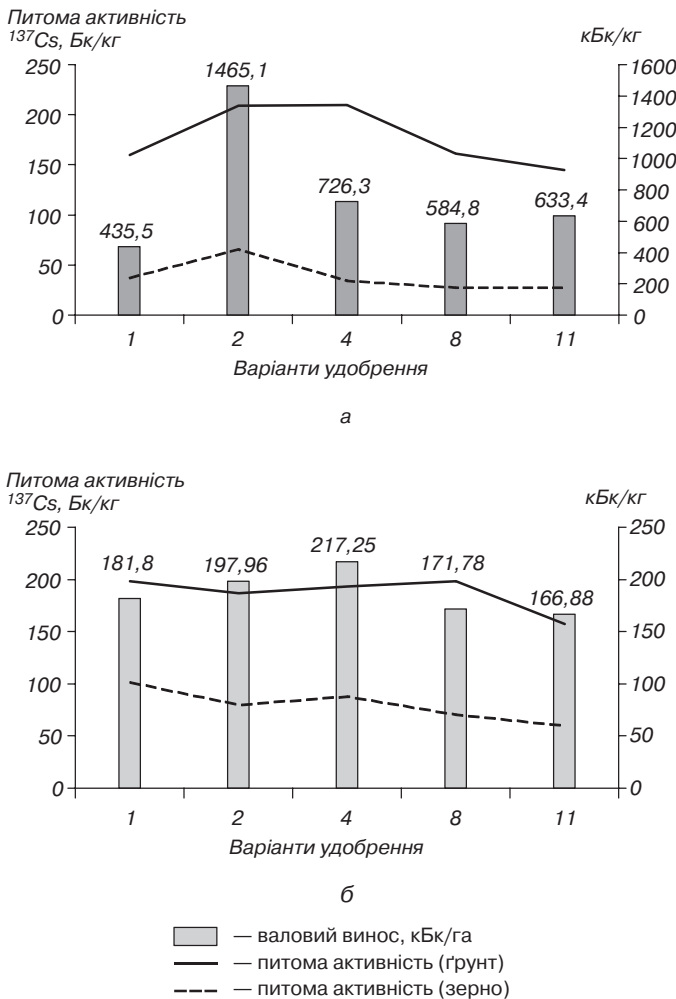 Питома активність
¹³⁷Cs, Бк/кг
кБк/кг
250
200
150
100
50
0
1600
1400
1200
1000
800
600
400
200
0
435,5
1465,1
726,3
584,8
633,4
1 2 4 8 11
Варіанти удобрення
а
Питома активність
¹³⁷Cs, Бк/кг
кБк/кг
250
200
150
100
50
0
250
200
150
100
50
0
181,8
197,96
217,25
171,78
166,88
1 2 4 8 11
Варіанти удобрення
б
— валовий винос, кБк/га
— питома активність (ґрунт)
— питома активність (зерно)